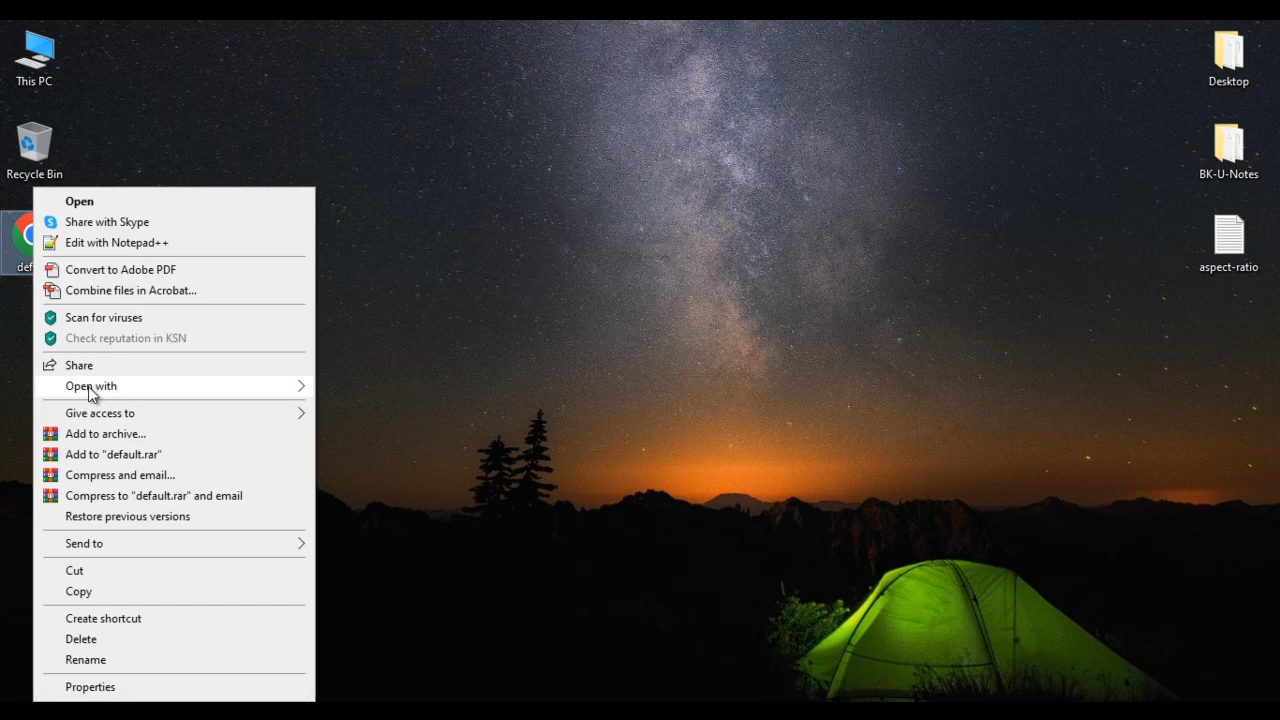 This PC
Recycle Bin
def
Open
Share with Skype
Edit with Notepad++
Convert to Adobe PDF
Combine files in Acrobat...
Scan for viruses
Check reputation in KSN
Share
Open with
Give access to
Add to archive...
Add to "default.rar"
Compress and email...
Compress to "default.rar" and email
Restore previous versions
Send to
Cut
Copy
Create shortcut
Delete
Rename
Properties
Desktop
BK-U-Notes
aspect-ratio